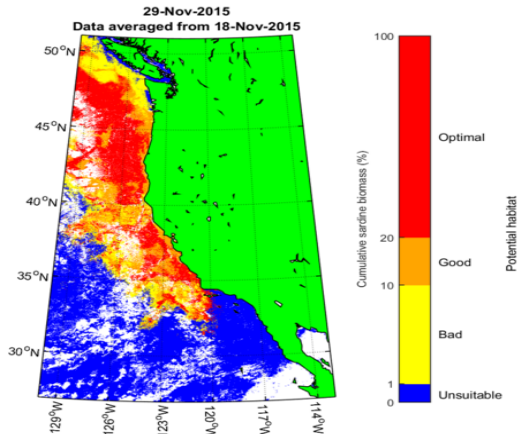 29-Nov-2015
Data averaged from 18-Nov-2015
50°N
45°N
40°N
35°N
30°N
129°W
126°W
123°W
120°W
117°W
114°W
Cumulative sardine biomass (%)
100
20
10
1
0
Optimal
Good
Bad
Unsuitable
Potential habitat